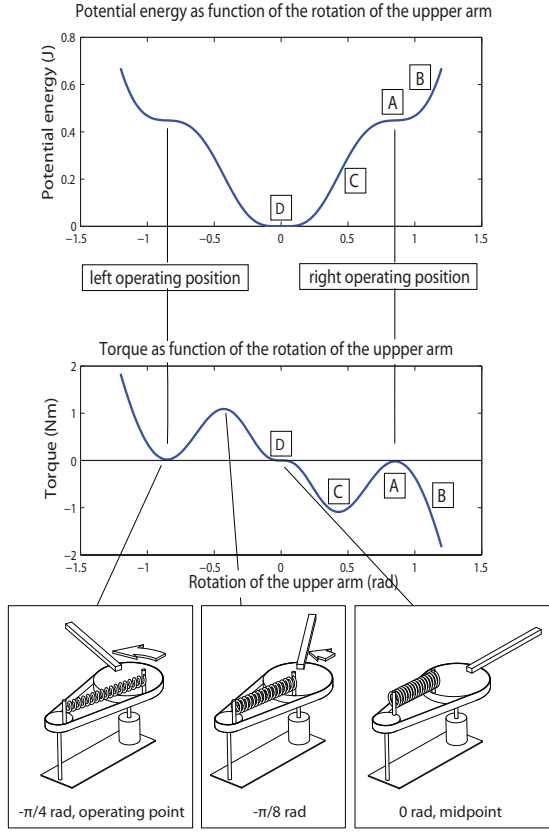 Potential energy as function of the rotation of the uppper arm
Potential energy (J)
0.8
0.6
0.4
0.2
0
B
A
C
D
−1.5 −1 −0.5 0 0.5 1 1.5
left operating position
right operating position
Torque as function of the rotation of the uppper arm
Torque (Nm)
2
1
0
−1
−2
D
C
A
B
−1.5 −1 −0.5 0 0.5 1 1.5
Rotation of the upper arm (rad)
-π/4 rad, operating point
-π/8 rad
0 rad, midpoint